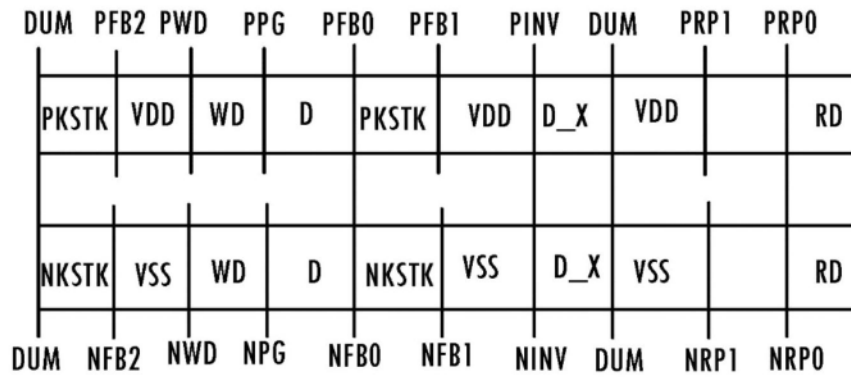 DUM PFB2 PWD PPG PFB0 PFB1 PINV DUM PRP1 PRP0
PKSTK VDD WD D PKSTK VDD D_X VDD RD
NKSTK VSS WD D NKSTK VSS D_X VSS RD
DUM NFB2 NWD NPG NFB0 NFB1 NINV DUM NRP1 NRP0